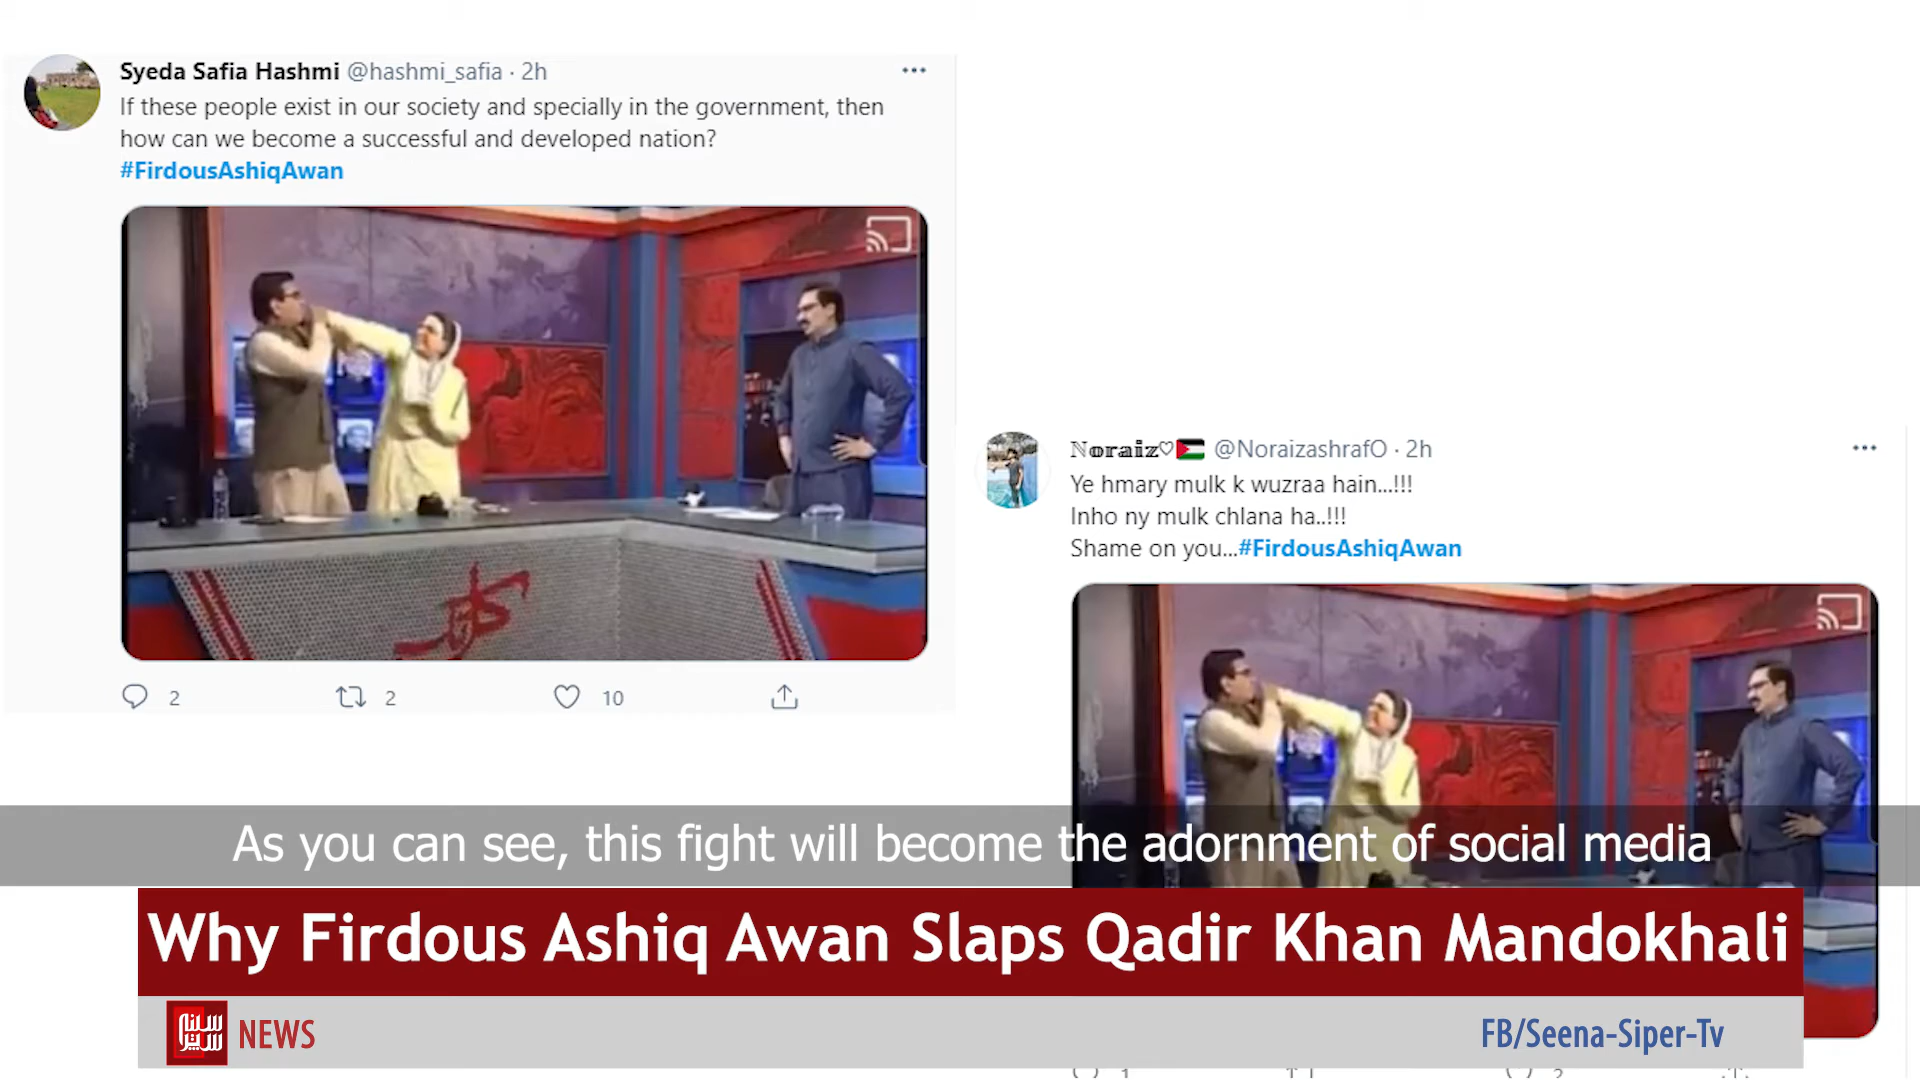 Syeda Safia Hashmi @hashmi_safia · 2h
If these people exist in our society and specially in the government, then
how can we become a successful and developed nation?
#FirdousAshiqAwan
2 2 10
ℕ𝕠𝕣𝕒𝕚𝕫♡🇵🇸 @NoraizashrafO · 2h
Ye hmary mulk k wuzraa hain...!!!
Inho ny mulk chlana ha..!!!
Shame on you...#FirdousAshiqAwan
As you can see, this fight will become the adornment of social media
Why Firdous Ashiq Awan Slaps Qadir Khan Mandokhali
سینہ سپر NEWS
FB/Seena-Siper-Tv